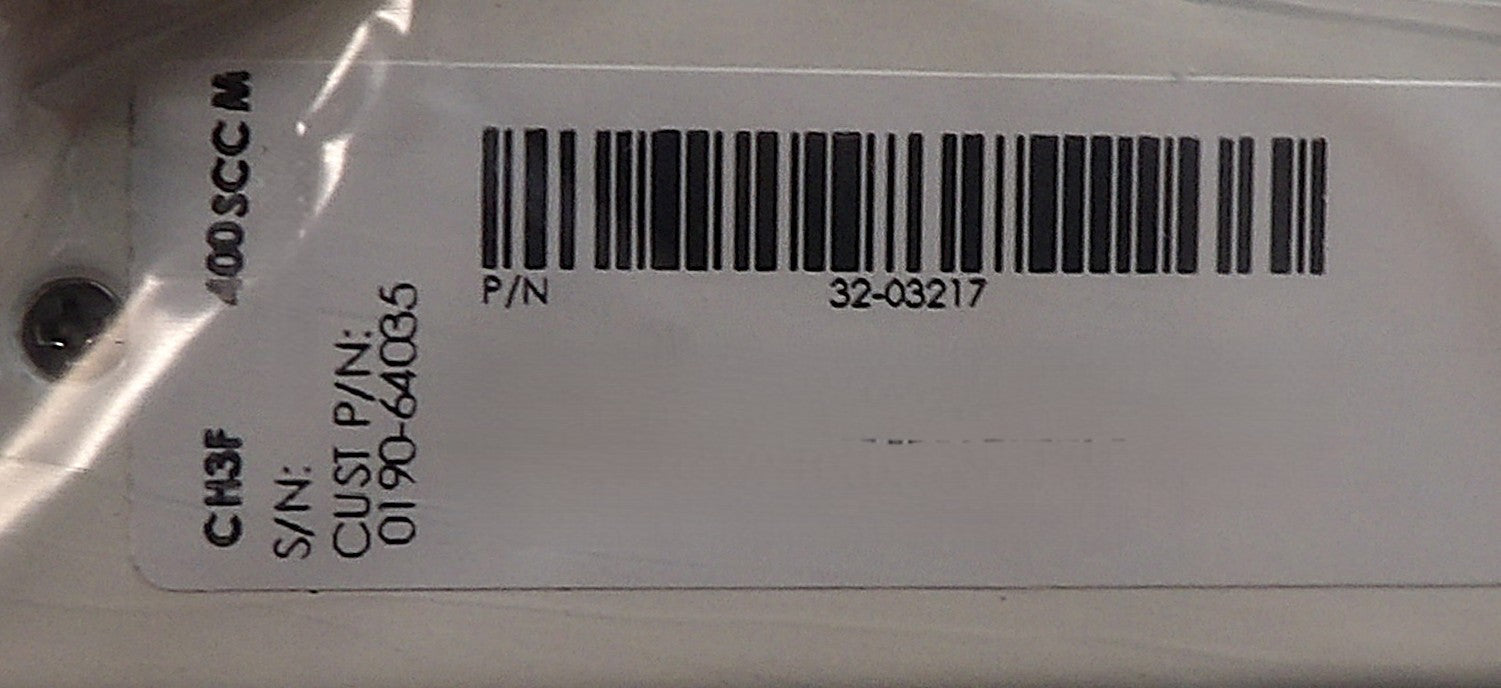 CH3F 400SCCM
S/N:
CUST P/N:
0190-64035
P/N 32-03217